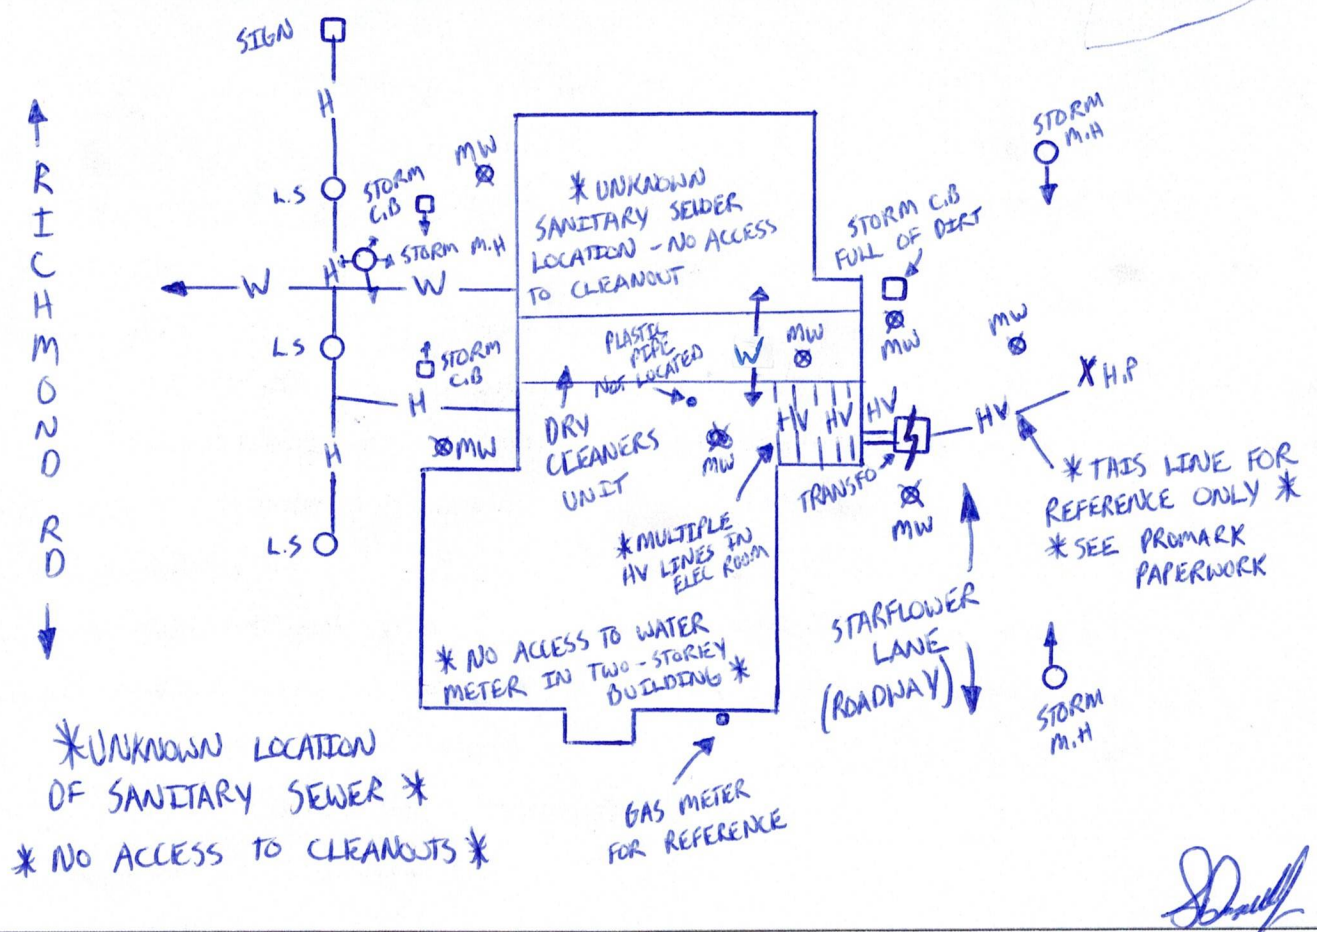 SIGN
H
L.S
STORM
C.B
MW
H
STORM M.H
W
W
L.S
STORM
C.B
H
MW
H
L.S
RICHMOND RD
* UNKNOWN
SANITARY SEWER
LOCATION - NO ACCESS
TO CLEANOUT
PLASTIC
PIPE
NOT LOCATED
W
MW
DRY
CLEANERS
UNIT
MW
HV HV HV
* MULTIPLE
HV LINES IN
ELEC ROOM
* NO ACCESS TO WATER
METER IN TWO-STOREY
BUILDING *
STORM
M.H
STORM C.B
FULL OF DIRT
MW
MW
X H.P
HV
TRANSFO
MW
* THIS LINE FOR
REFERENCE ONLY *
* SEE PROMARK
PAPERWORK
STARFLOWER
LANE
(ROADWAY)
STORM
M.H
GAS METER
FOR REFERENCE
* UNKNOWN LOCATION
OF SANITARY SEWER *
* NO ACCESS TO CLEANOUTS *